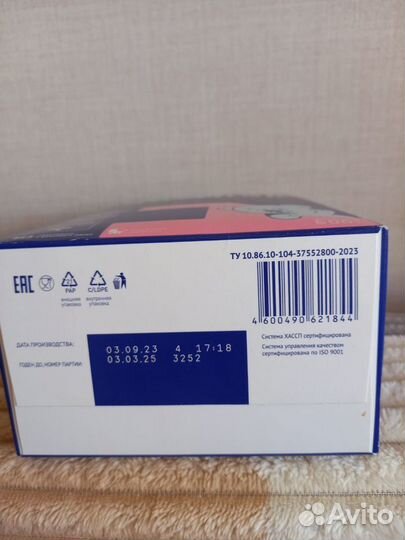 ТУ 10.86.10-104-37552800-2023
EAC
21
PAP
C/LDPE
внешняя упаковка
внутренняя упаковка
4 600490 621844
ДАТА ПРОИЗВОДСТВА:
03.09.23 4 17:18
ГОДЕН ДО, НОМЕР ПАРТИИ:
03.03.25 3252
Система ХАССП сертифицирована
Система управления качеством
сертифицирована по ISO 9001
Avito